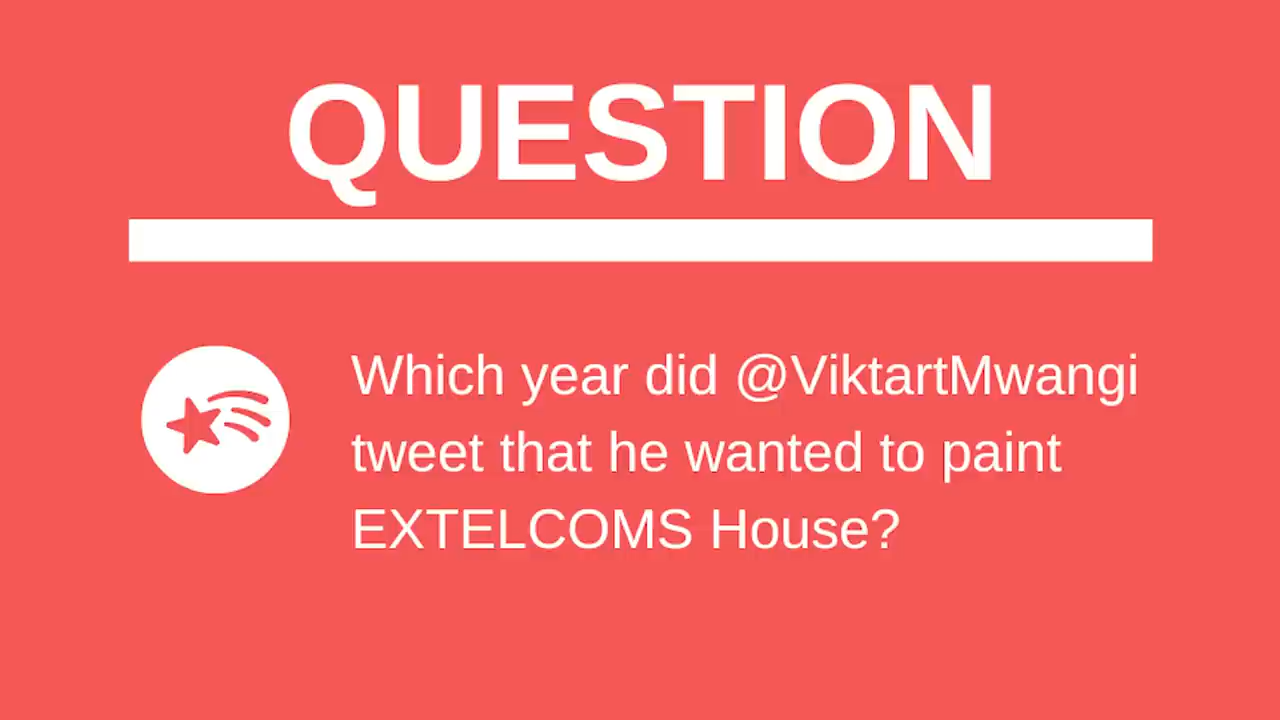 QUESTION
Which year did @ViktartMwangi
tweet that he wanted to paint
EXTELCOMS House?